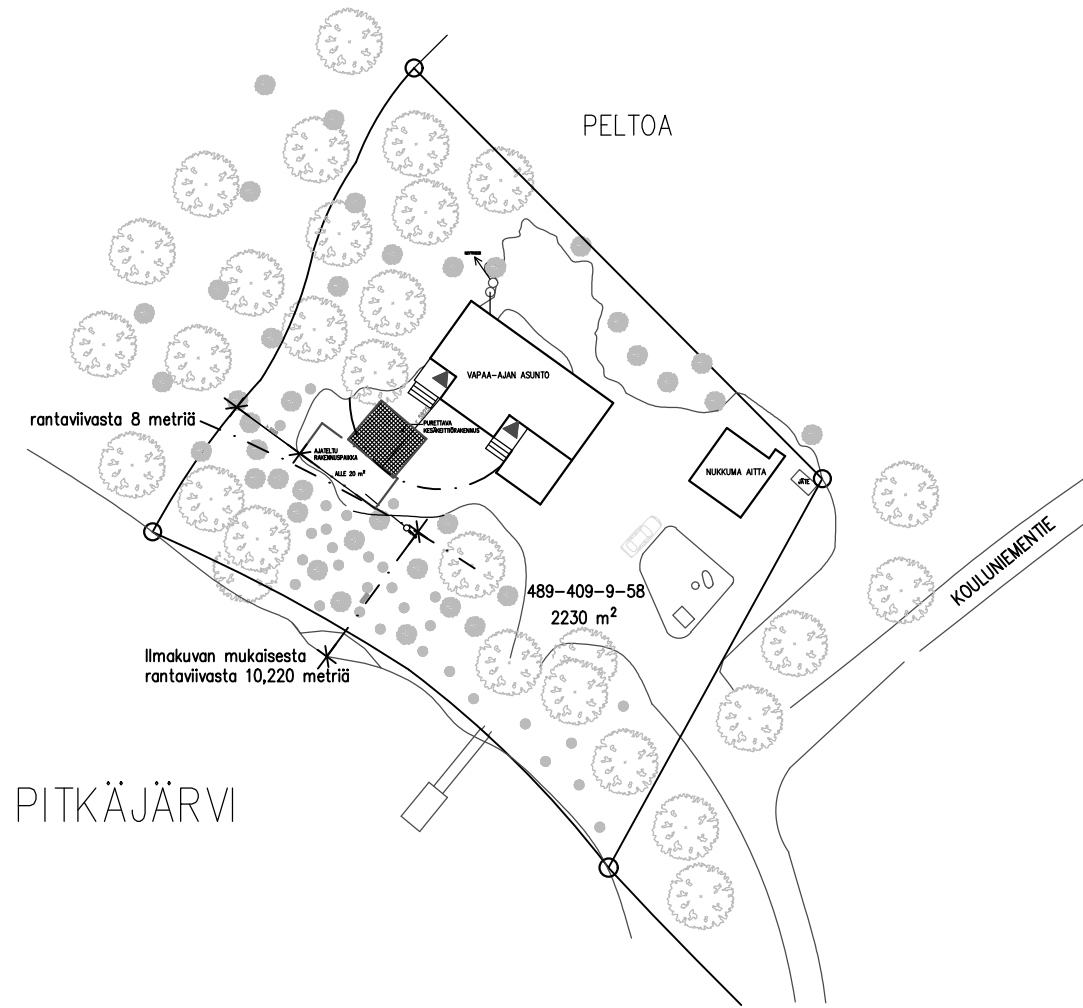 PELTOA
VAPAA-AJAN ASUNTO
rantaviivasta 8 metriä
PURETTAVA
KESÄKEITTIÖRAKENNUS
AJATELTU
RAKENNUSPAIKKA
ALLE 20 m²
NUKKUMA AITTA
JÄTE
KOULUNIEMENTIE
489-409-9-58
2230 m²
Ilmakuvan mukaisesta
rantaviivasta 10,220 metriä
PITKÄJÄRVI